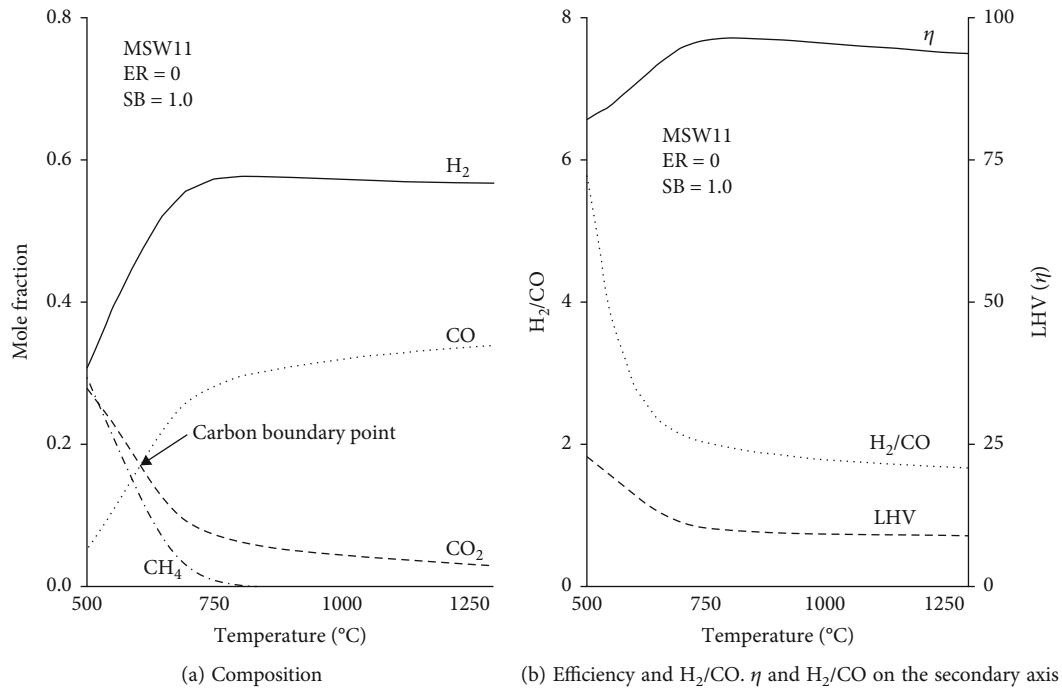 0.8
0.6
0.4
0.2
0.0
Mole fraction
MSW11
ER = 0
SB = 1.0
H₂
CO
Carbon boundary point
CO₂
CH₄
500
750
1000
1250
Temperature (°C)
(a) Composition
8
6
4
2
0
H₂/CO
η
MSW11
ER = 0
SB = 1.0
H₂/CO
LHV
100
75
50
25
0
LHV (η)
500
750
1000
1250
Temperature (°C)
(b) Efficiency and H₂/CO. η and H₂/CO on the secondary axis